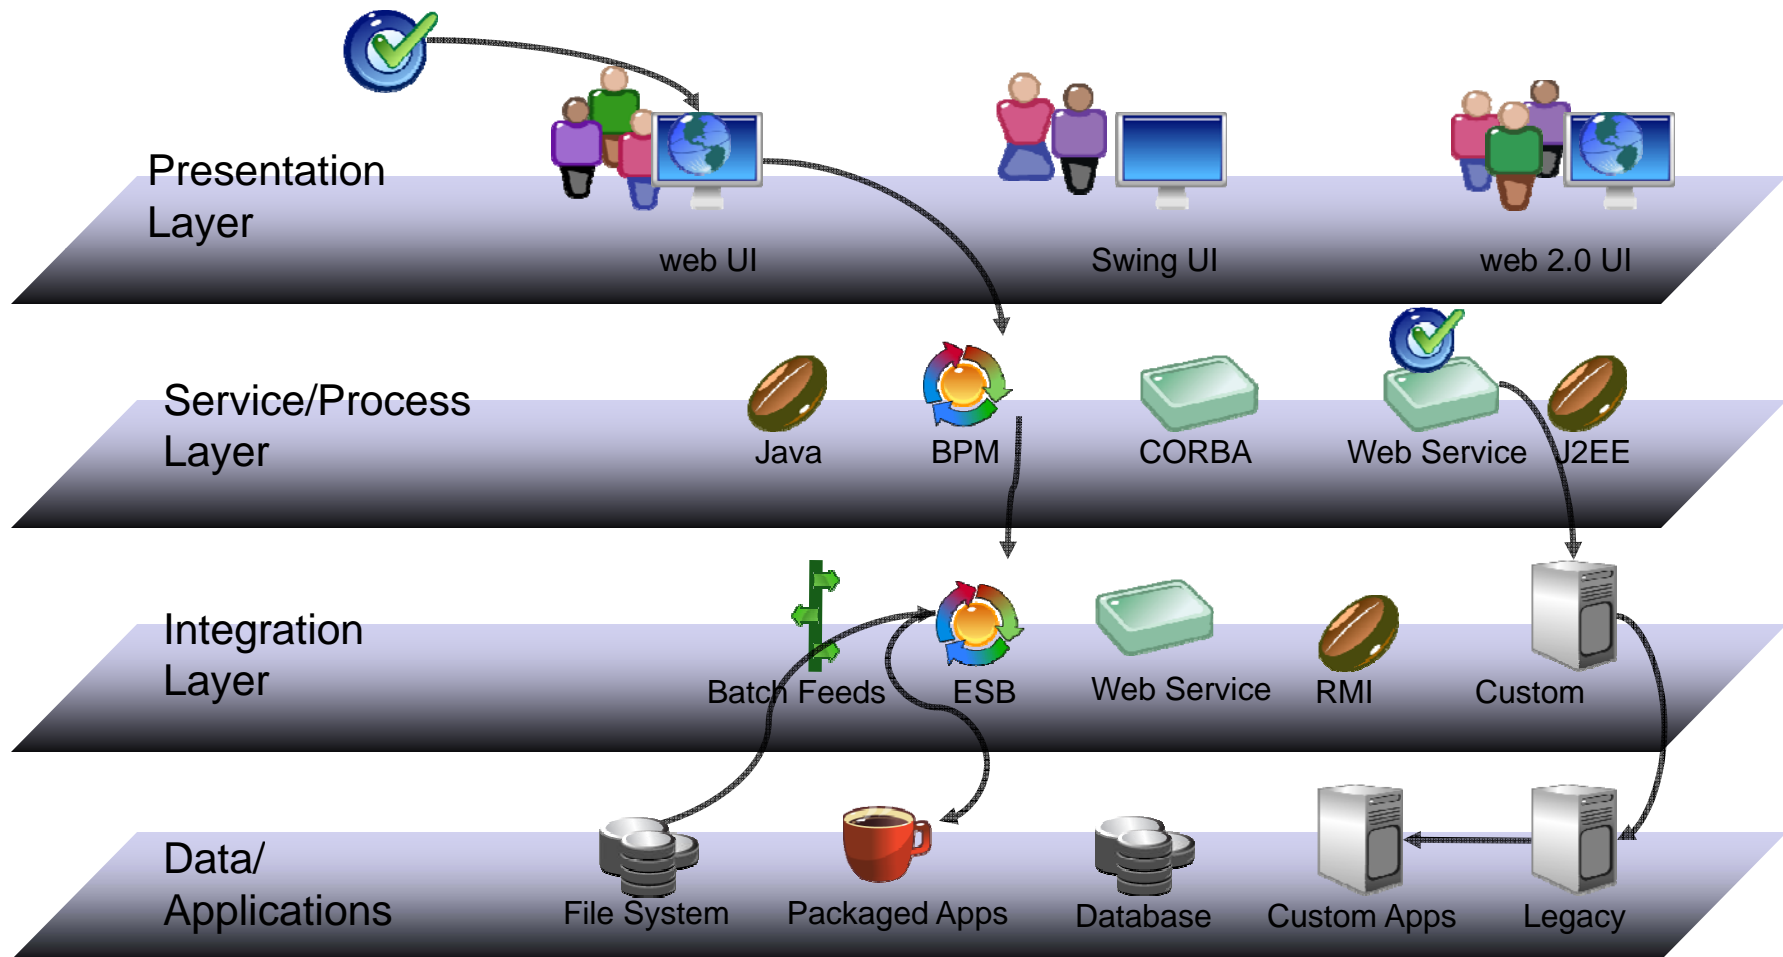 Presentation
Layer
web UI
Swing UI
web 2.0 UI
Service/Process
Layer
Java
BPM
CORBA
Web Service
J2EE
Integration
Layer
Batch Feeds
ESB
Web Service
RMI
Custom
Data/
Applications
File System
Packaged Apps
Database
Custom Apps
Legacy